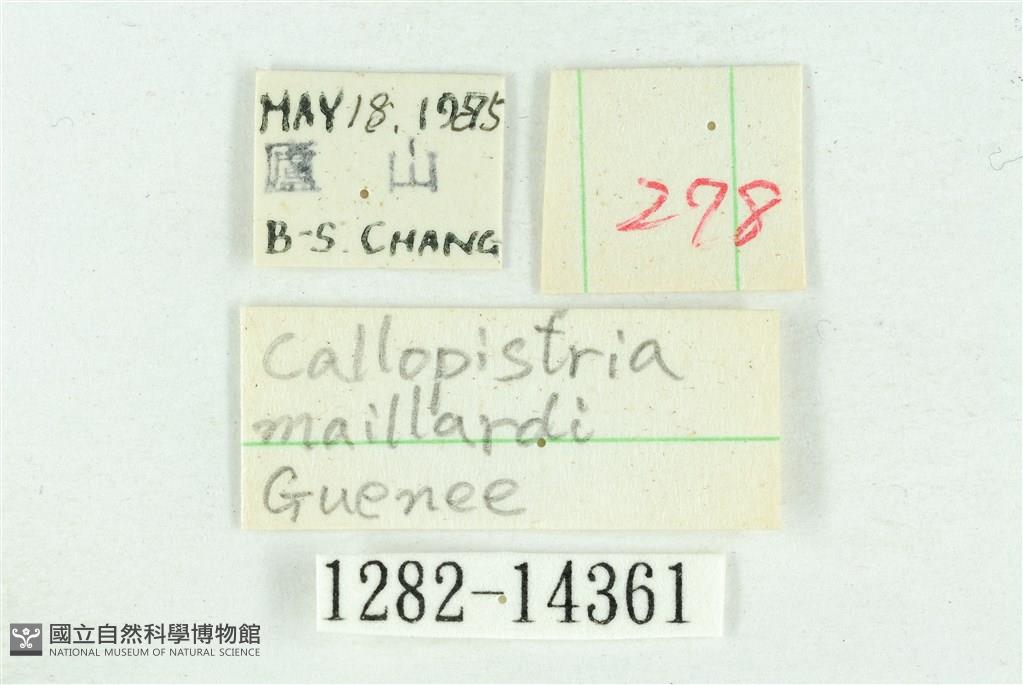 MAY 18. 1985
廬山
B-S. CHANG
278
Callopistria
maillardi
Guenee
1282-14361
國立自然科學博物館
NATIONAL MUSEUM OF NATURAL SCIENCE